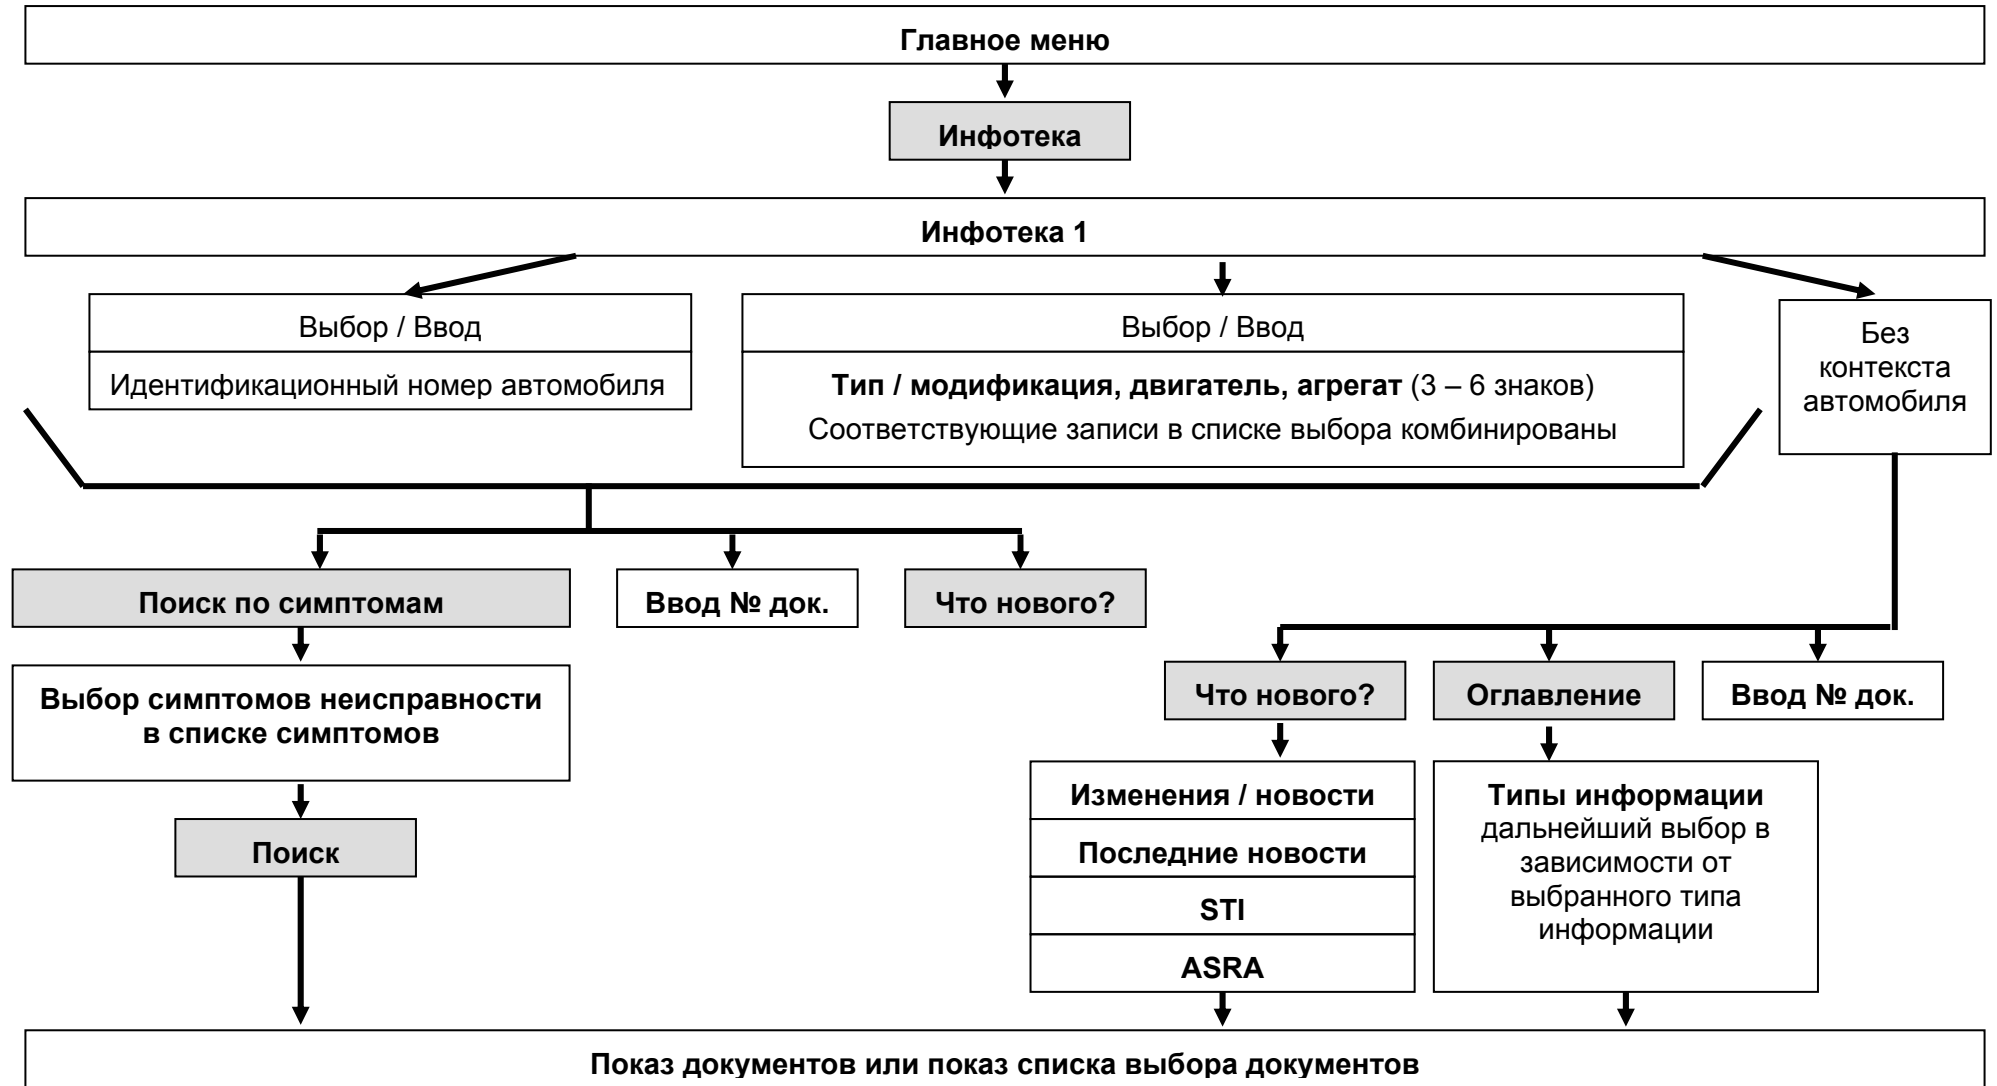 Главное меню
Инфотека
Инфотека 1
Выбор / Ввод
Идентификационный номер автомобиля
Выбор / Ввод
Тип / модификация, двигатель, агрегат (3 – 6 знаков)
Соответствующие записи в списке выбора комбинированы
Без
контекста
автомобиля
Поиск по симптомам
Ввод № док.
Что нового?
Выбор симптомов неисправности
в списке симптомов
Поиск
Что нового?
Оглавление
Ввод № док.
Изменения / новости
Последние новости
STI
ASRA
Типы информации
дальнейший выбор в
зависимости от
выбранного типа
информации
Показ документов или показ списка выбора документов